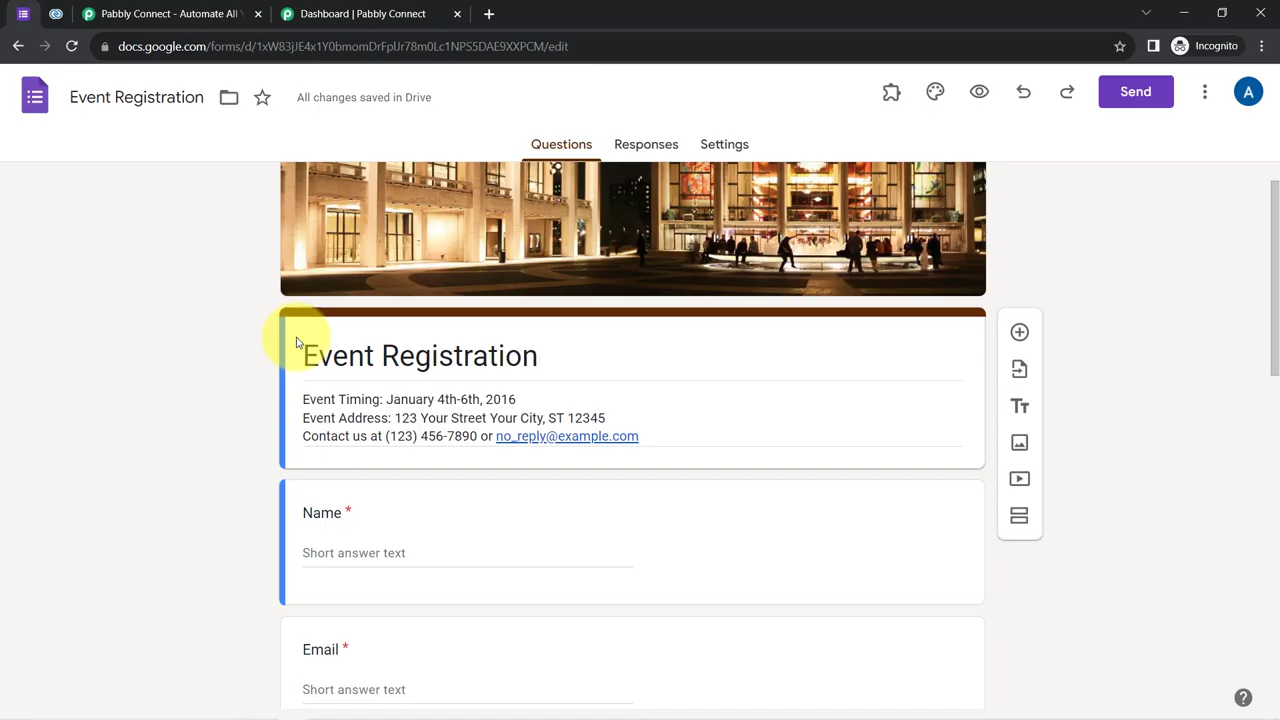 Pabbly Connect - Automate All Y
Dashboard | Pabbly Connect
docs.google.com/forms/d/1xW83jJE4x1Y0bmomDrFplJr78m0Lc1NPS5DAE9XXPCM/edit
Incognito
Event Registration
All changes saved in Drive
Send
A
Questions
Responses
Settings
Event Registration
Event Timing: January 4th-6th, 2016
Event Address: 123 Your Street Your City, ST 12345
Contact us at (123) 456-7890 or no_reply@example.com
Name *
Short answer text
Email *
Short answer text